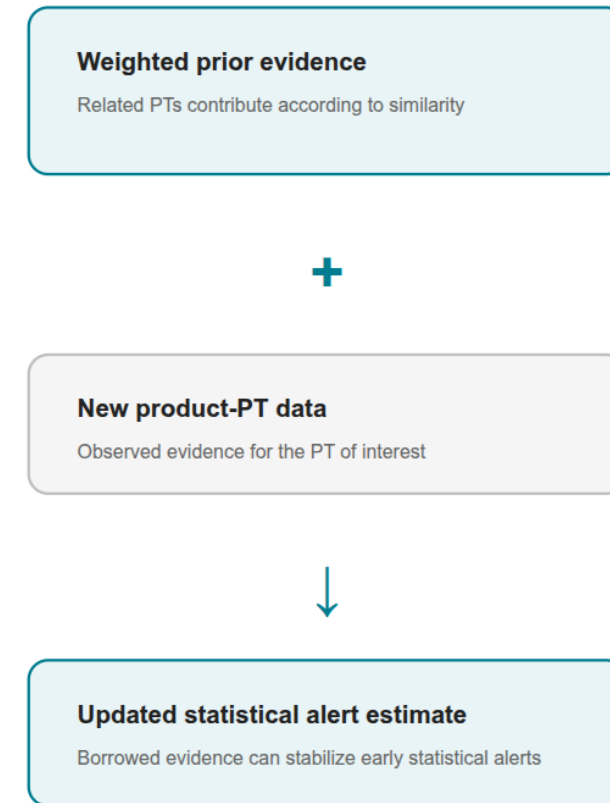 Weighted prior evidence
Related PTs contribute according to similarity
+
New product-PT data
Observed evidence for the PT of interest
↓
Updated statistical alert estimate
Borrowed evidence can stabilize early statistical alerts